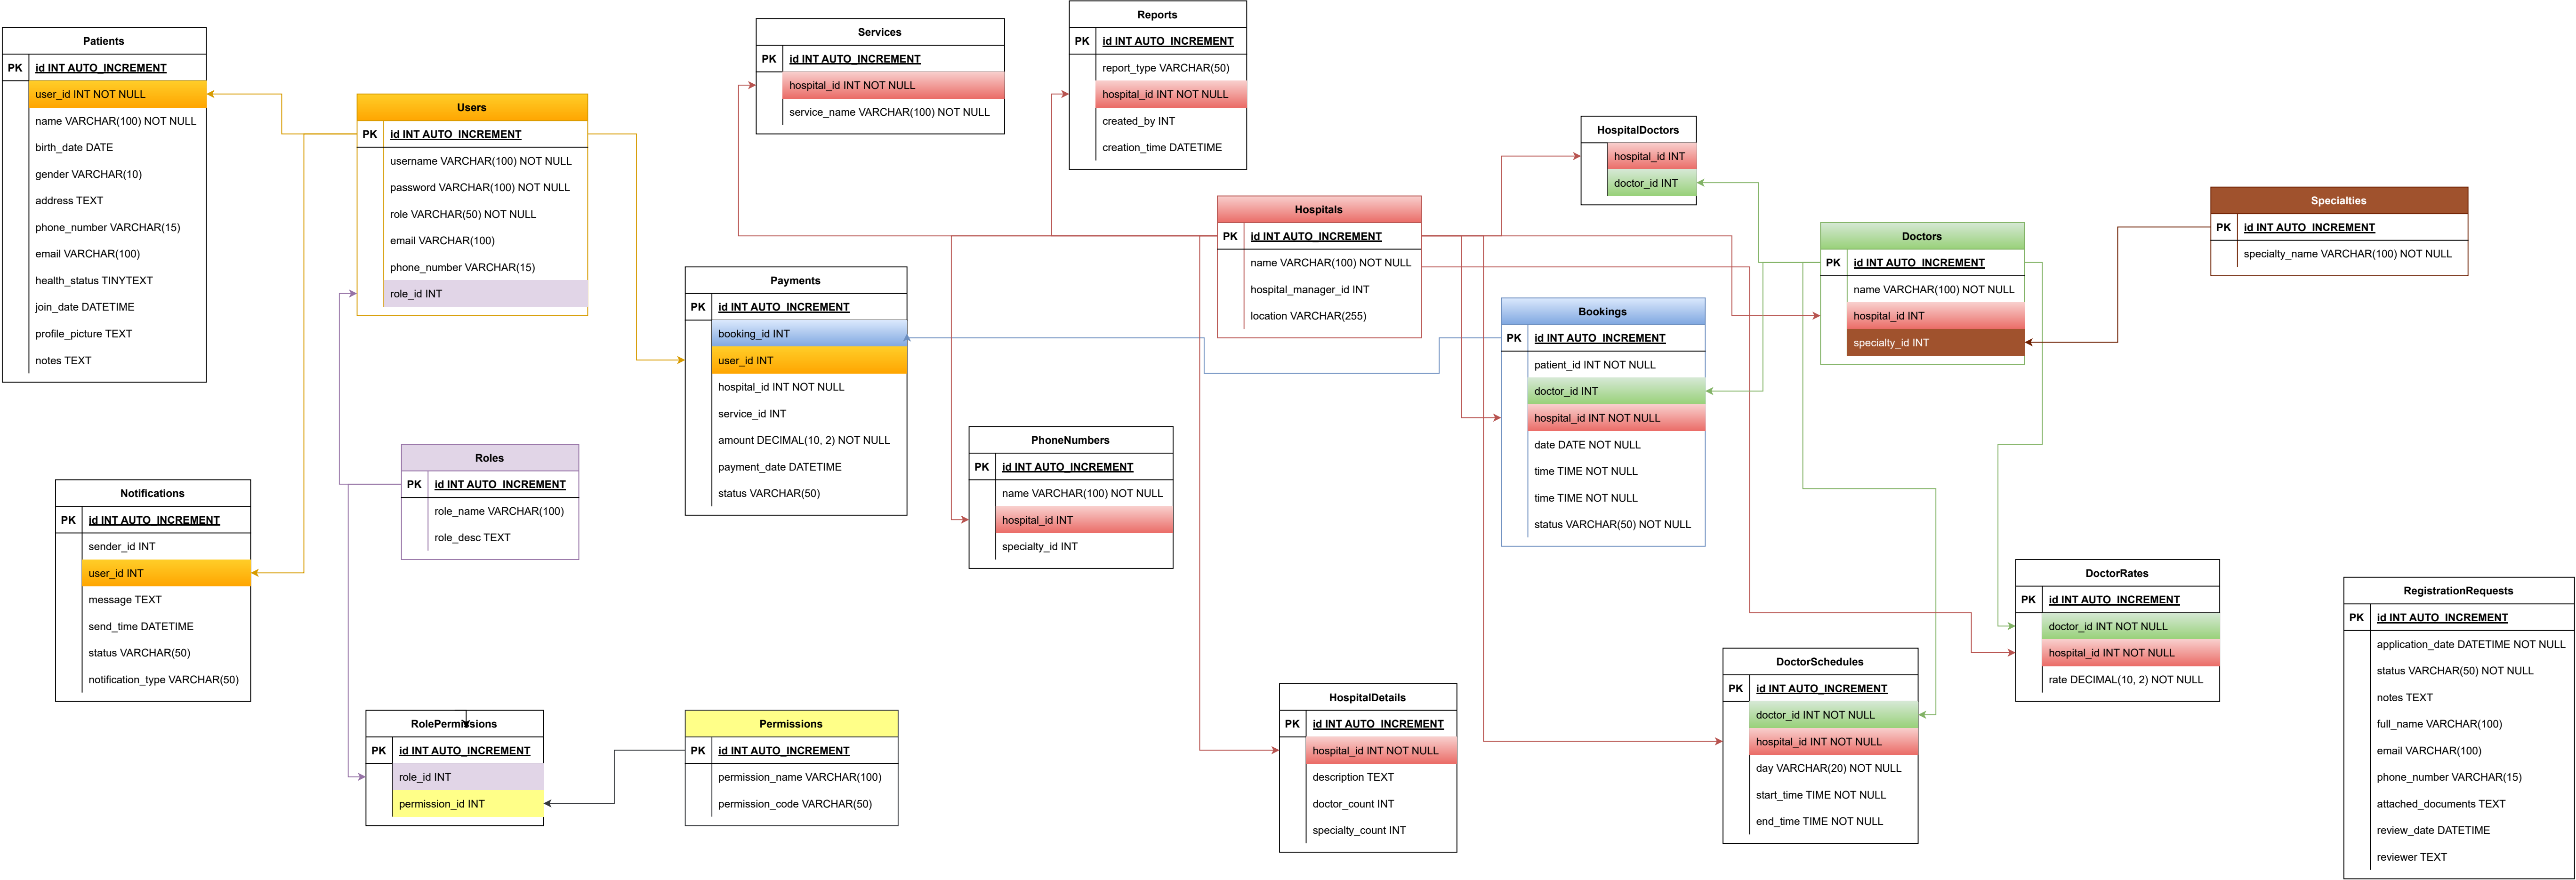 Patients
PK id INT AUTO_INCREMENT
user_id INT NOT NULL
name VARCHAR(100) NOT NULL
birth_date DATE
gender VARCHAR(10)
address TEXT
phone_number VARCHAR(15)
email VARCHAR(100)
health_status TINYTEXT
join_date DATETIME
profile_picture TEXT
notes TEXT
Users
PK id INT AUTO_INCREMENT
username VARCHAR(100) NOT NULL
password VARCHAR(100) NOT NULL
role VARCHAR(50) NOT NULL
email VARCHAR(100)
phone_number VARCHAR(15)
role_id INT
Services
PK id INT AUTO_INCREMENT
hospital_id INT NOT NULL
service_name VARCHAR(100) NOT NULL
Reports
PK id INT AUTO_INCREMENT
report_type VARCHAR(50)
hospital_id INT NOT NULL
created_by INT
creation_time DATETIME
HospitalDoctors
hospital_id INT
doctor_id INT
Hospitals
PK id INT AUTO_INCREMENT
name VARCHAR(100) NOT NULL
hospital_manager_id INT
location VARCHAR(255)
Doctors
PK id INT AUTO_INCREMENT
name VARCHAR(100) NOT NULL
hospital_id INT
specialty_id INT
Specialties
PK id INT AUTO_INCREMENT
specialty_name VARCHAR(100) NOT NULL
Payments
PK id INT AUTO_INCREMENT
booking_id INT
user_id INT
hospital_id INT NOT NULL
service_id INT
amount DECIMAL(10, 2) NOT NULL
payment_date DATETIME
status VARCHAR(50)
Bookings
PK id INT AUTO_INCREMENT
patient_id INT NOT NULL
doctor_id INT
hospital_id INT NOT NULL
date DATE NOT NULL
time TIME NOT NULL
time TIME NOT NULL
status VARCHAR(50) NOT NULL
PhoneNumbers
PK id INT AUTO_INCREMENT
name VARCHAR(100) NOT NULL
hospital_id INT
specialty_id INT
Roles
PK id INT AUTO_INCREMENT
role_name VARCHAR(100)
role_desc TEXT
Notifications
PK id INT AUTO_INCREMENT
sender_id INT
user_id INT
message TEXT
send_time DATETIME
status VARCHAR(50)
notification_type VARCHAR(50)
RolePermissions
PK id INT AUTO_INCREMENT
role_id INT
permission_id INT
Permissions
PK id INT AUTO_INCREMENT
permission_name VARCHAR(100)
permission_code VARCHAR(50)
HospitalDetails
PK id INT AUTO_INCREMENT
hospital_id INT NOT NULL
description TEXT
doctor_count INT
specialty_count INT
DoctorSchedules
PK id INT AUTO_INCREMENT
doctor_id INT NOT NULL
hospital_id INT NOT NULL
day VARCHAR(20) NOT NULL
start_time TIME NOT NULL
end_time TIME NOT NULL
DoctorRates
PK id INT AUTO_INCREMENT
doctor_id INT NOT NULL
hospital_id INT NOT NULL
rate DECIMAL(10, 2) NOT NULL
RegistrationRequests
PK id INT AUTO_INCREMENT
application_date DATETIME NOT NULL
status VARCHAR(50) NOT NULL
notes TEXT
full_name VARCHAR(100)
email VARCHAR(100)
phone_number VARCHAR(15)
attached_documents TEXT
review_date DATETIME
reviewer TEXT